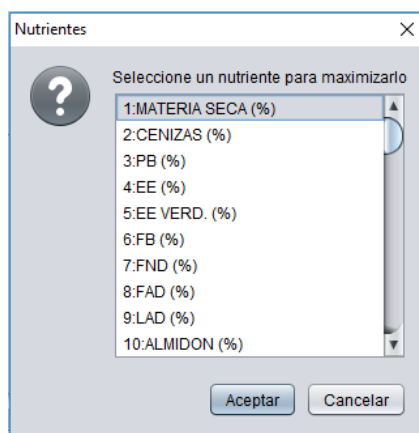 Nutrientes
Seleccione un nutriente para maximizarlo
1:MATERIA SECA (%)
2:CENIZAS (%)
3:PB (%)
4:EE (%)
5:EE VERD. (%)
6:FB (%)
7:FND (%)
8:FAD (%)
9:LAD (%)
10:ALMIDON (%)
Aceptar Cancelar